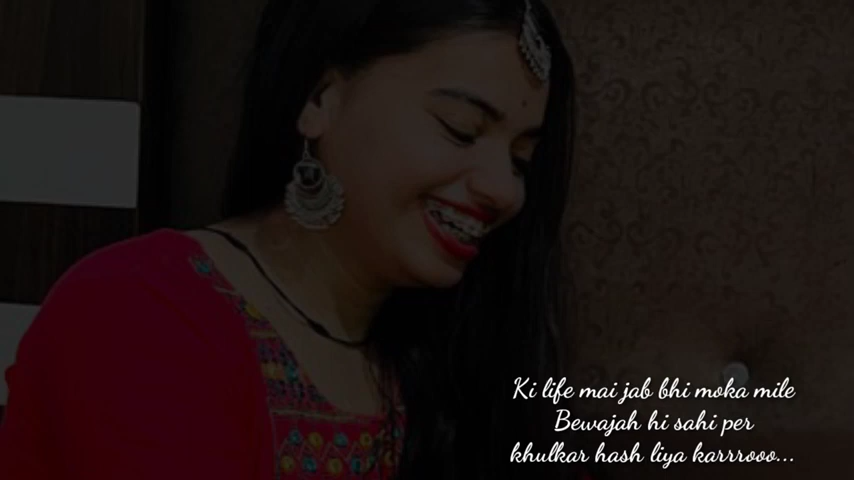 Ki life mai jab bhi moka mile
Bewajah hi sahi per
khulkar hash liya karrrooo...